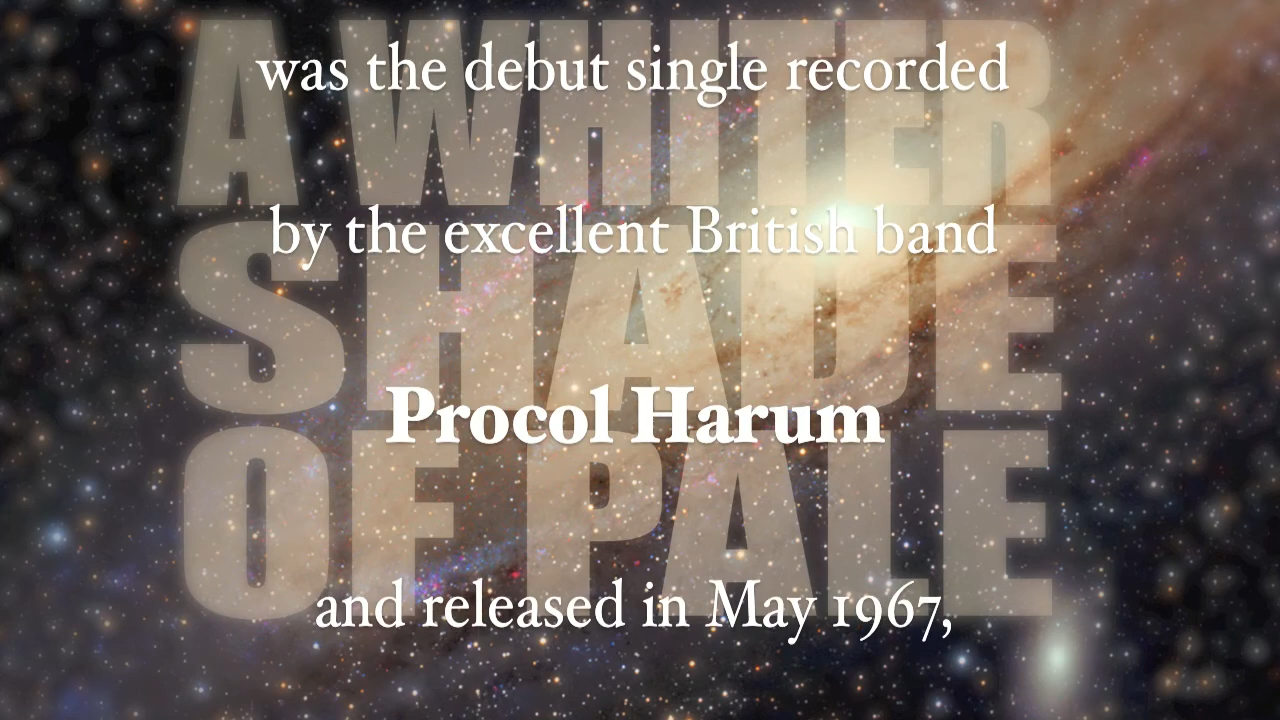 A WHITER
SHADE
OF PALE
was the debut single recorded
by the excellent British band
Procol Harum
and released in May 1967,